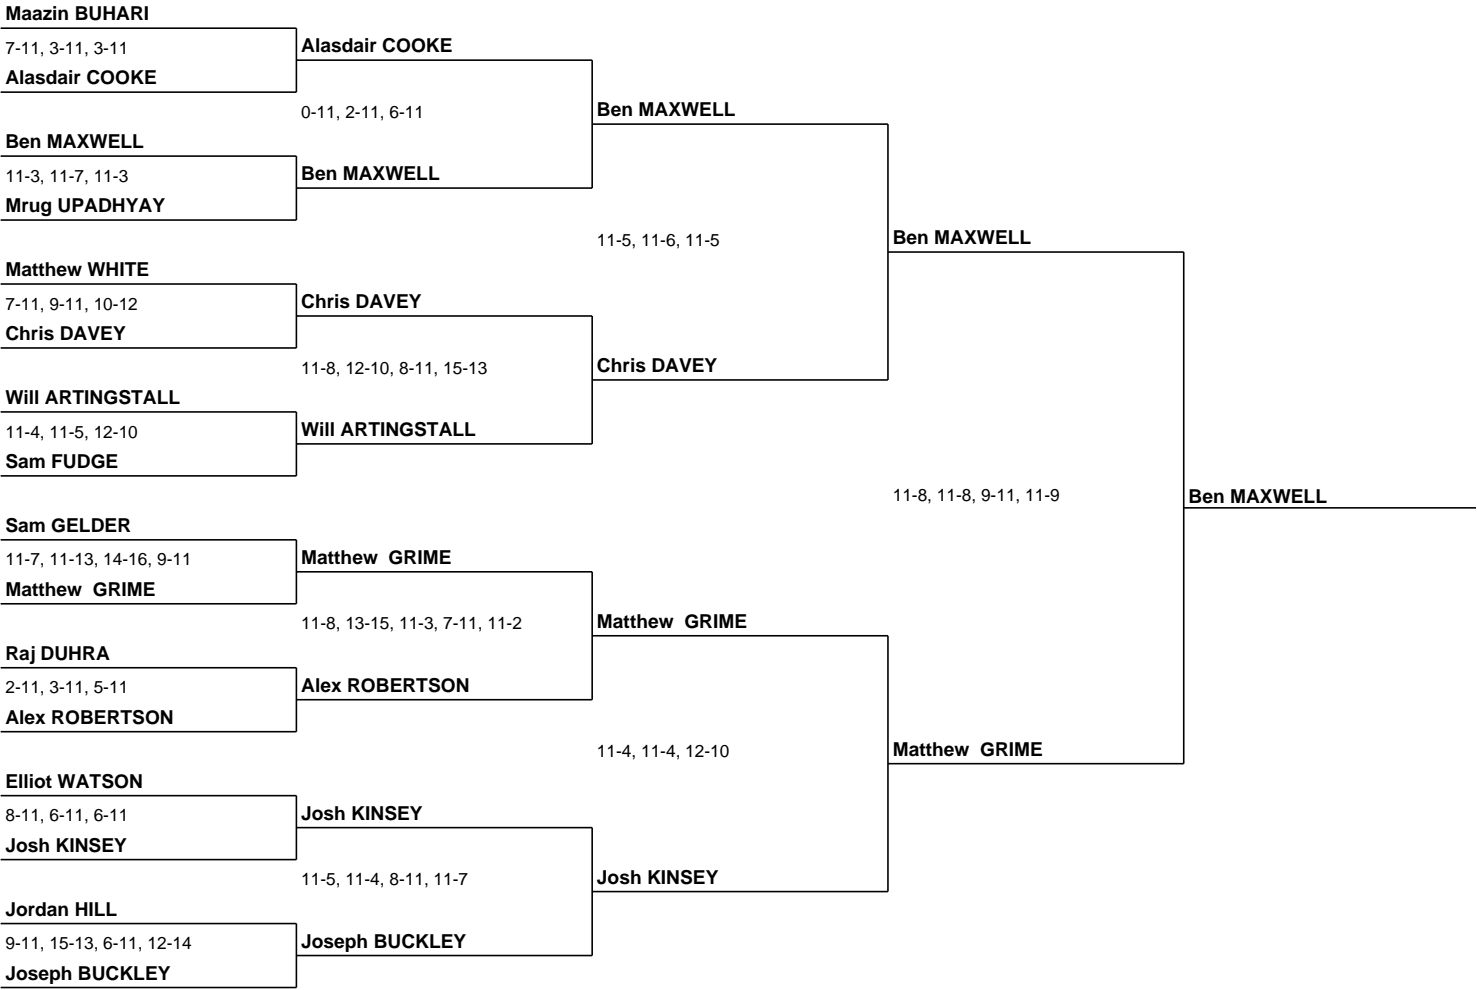 Maazin BUHARI
7-11, 3-11, 3-11
Alasdair COOKE
Ben MAXWELL
11-3, 11-7, 11-3
Mrug UPADHYAY
Matthew WHITE
7-11, 9-11, 10-12
Chris DAVEY
Will ARTINGSTALL
11-4, 11-5, 12-10
Sam FUDGE
Sam GELDER
11-7, 11-13, 14-16, 9-11
Matthew  GRIME
Raj DUHRA
2-11, 3-11, 5-11
Alex ROBERTSON
Elliot WATSON
8-11, 6-11, 6-11
Josh KINSEY
Jordan HILL
9-11, 15-13, 6-11, 12-14
Joseph BUCKLEY
Alasdair COOKE
0-11, 2-11, 6-11
Ben MAXWELL
Chris DAVEY
11-8, 12-10, 8-11, 15-13
Will ARTINGSTALL
Matthew  GRIME
11-8, 13-15, 11-3, 7-11, 11-2
Alex ROBERTSON
Josh KINSEY
11-5, 11-4, 8-11, 11-7
Joseph BUCKLEY
Ben MAXWELL
11-5, 11-6, 11-5
Chris DAVEY
Matthew  GRIME
11-4, 11-4, 12-10
Josh KINSEY
Ben MAXWELL
11-8, 11-8, 9-11, 11-9
Matthew  GRIME
Ben MAXWELL